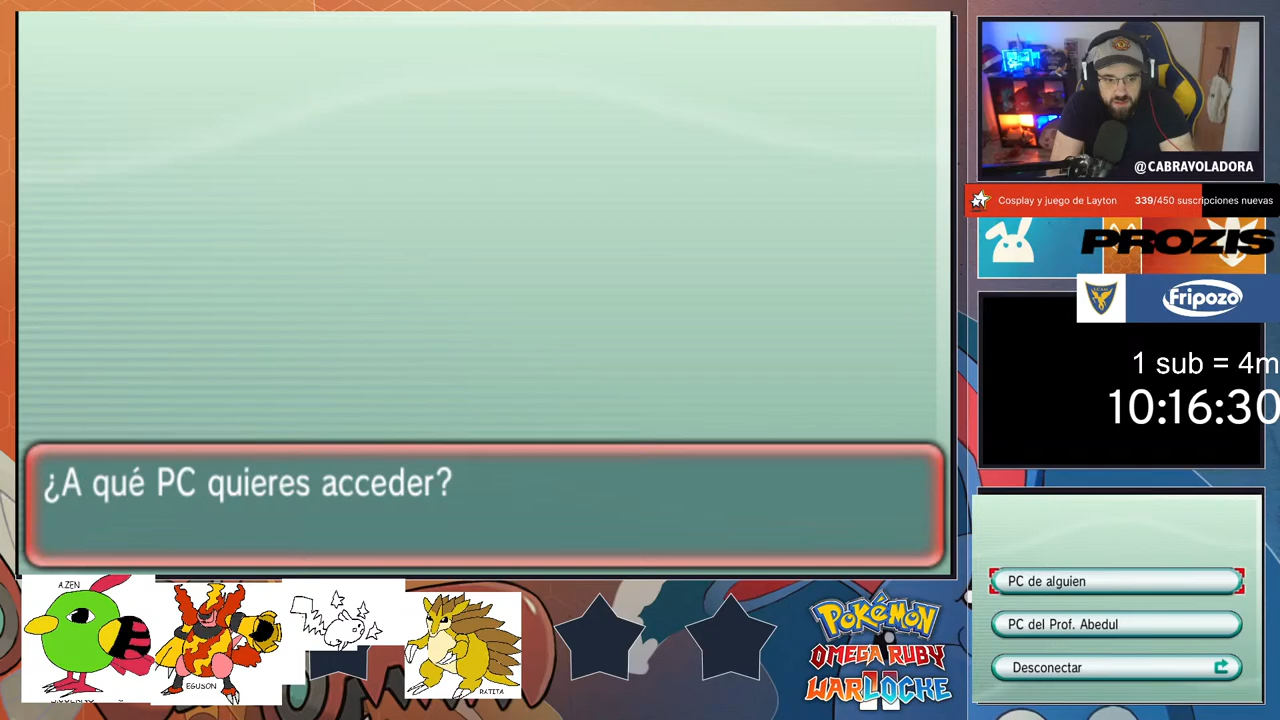 @CABRAVOLADORA
Cosplay y juego de Layton 339/450 suscripciones nuevas
PROZIS
Fripozo
1 sub = 4m
10:16:30
¿A qué PC quieres acceder?
PC de alguien
PC del Prof. Abedul
Desconectar
AZEN
EGUSON
RATITA
POKéMON
OMEGA RUBY
WARLOCKE